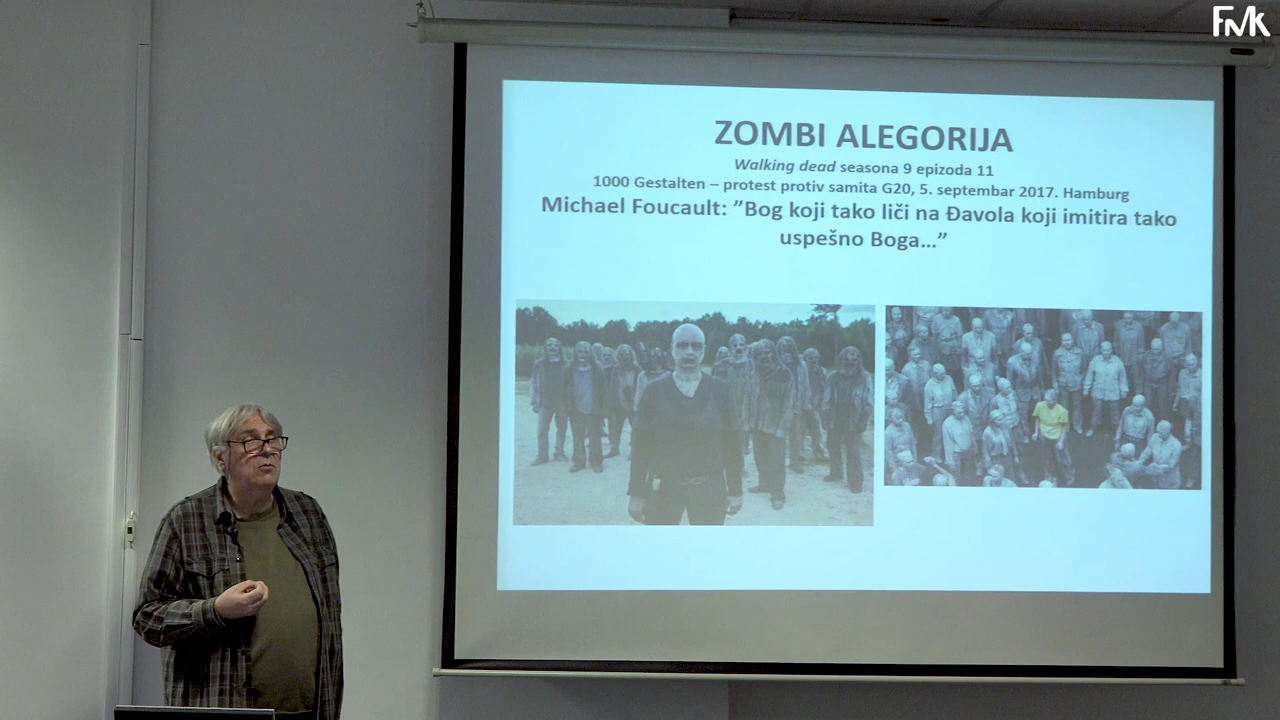 FMK
ZOMBI ALEGORIJA
Walking dead seasona 9 epizoda 11
1000 Gestalten – protest protiv samita G20, 5. septembar 2017. Hamburg
Michael Foucault: ”Bog koji tako liči na Đavola koji imitira tako
uspešno Boga...”